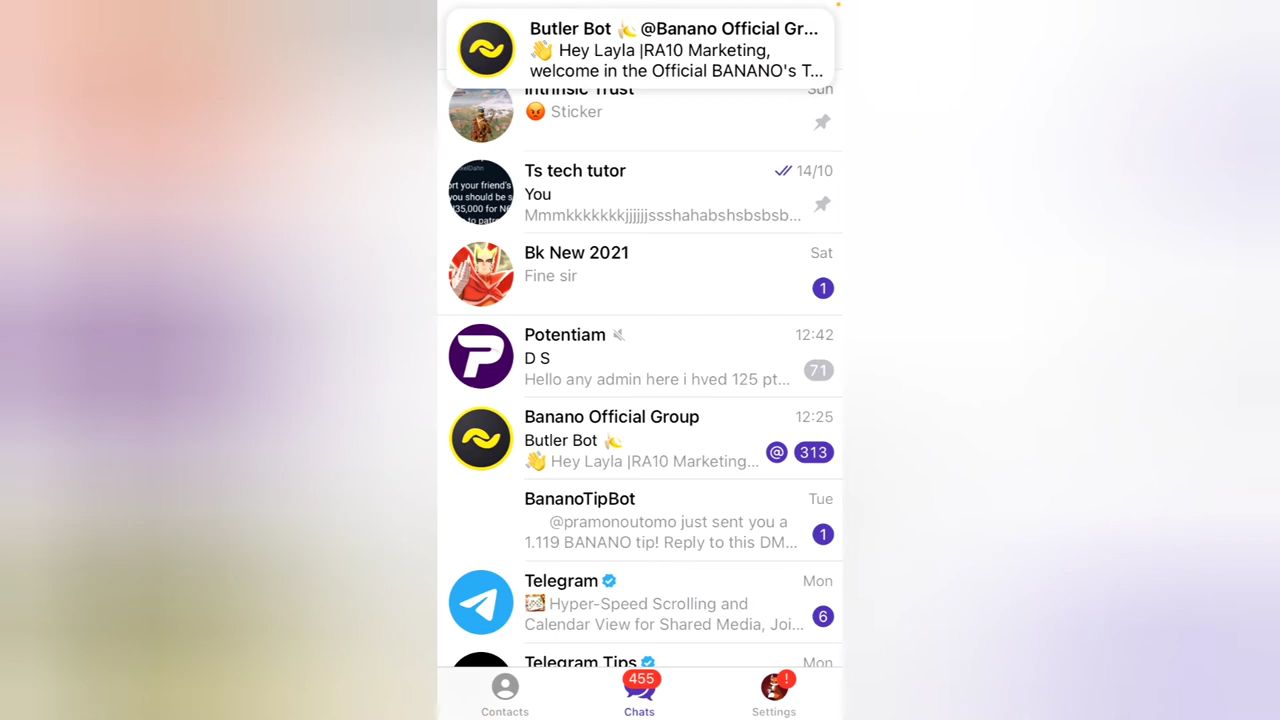 Butler Bot 🍌 @Banano Official Gr...
👋 Hey Layla |RA10 Marketing,
welcome in the Official BANANO's T...
Intrinsic Trust
Sun
😡 Sticker
Ts tech tutor
14/10
You
Mmmkkkkkkkjjjjjjssshahabshsbsbsb...
Bk New 2021
Sat
Fine sir
1
Potentiam
12:42
D S
Hello any admin here i hved 125 pt...
71
Banano Official Group
12:25
Butler Bot 🍌
👋 Hey Layla |RA10 Marketing...
@ 313
BananoTipBot
Tue
@pramonoutomo just sent you a
1.119 BANANO tip! Reply to this DM...
1
Telegram
Mon
Hyper-Speed Scrolling and
Calendar View for Shared Media, Joi...
6
Telegram Tips
Mon
455
!
Contacts
Chats
Settings